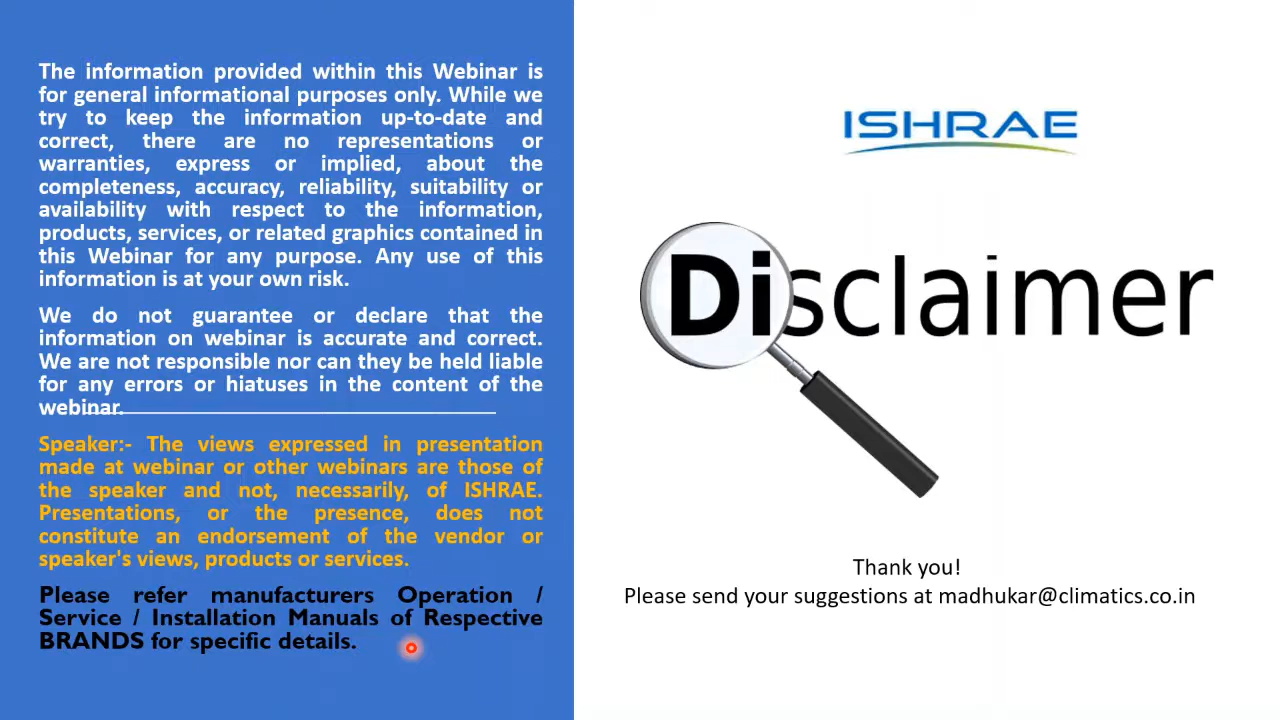 The information provided within this Webinar is
for general informational purposes only. While we
try to keep the information up-to-date and
correct, there are no representations or
warranties, express or implied, about the
completeness, accuracy, reliability, suitability or
availability with respect to the information,
products, services, or related graphics contained in
this Webinar for any purpose. Any use of this
information is at your own risk.
We do not guarantee or declare that the
information on webinar is accurate and correct.
We are not responsible nor can they be held liable
for any errors or hiatuses in the content of the
webinar.
Speaker:- The views expressed in presentation
made at webinar or other webinars are those of
the speaker and not, necessarily, of ISHRAE.
Presentations, or the presence, does not
constitute an endorsement of the vendor or
speaker's views, products or services.
Please refer manufacturers Operation /
Service / Installation Manuals of Respective
BRANDS for specific details.
ISHRAE
Disclaimer
Thank you!
Please send your suggestions at madhukar@climatics.co.in